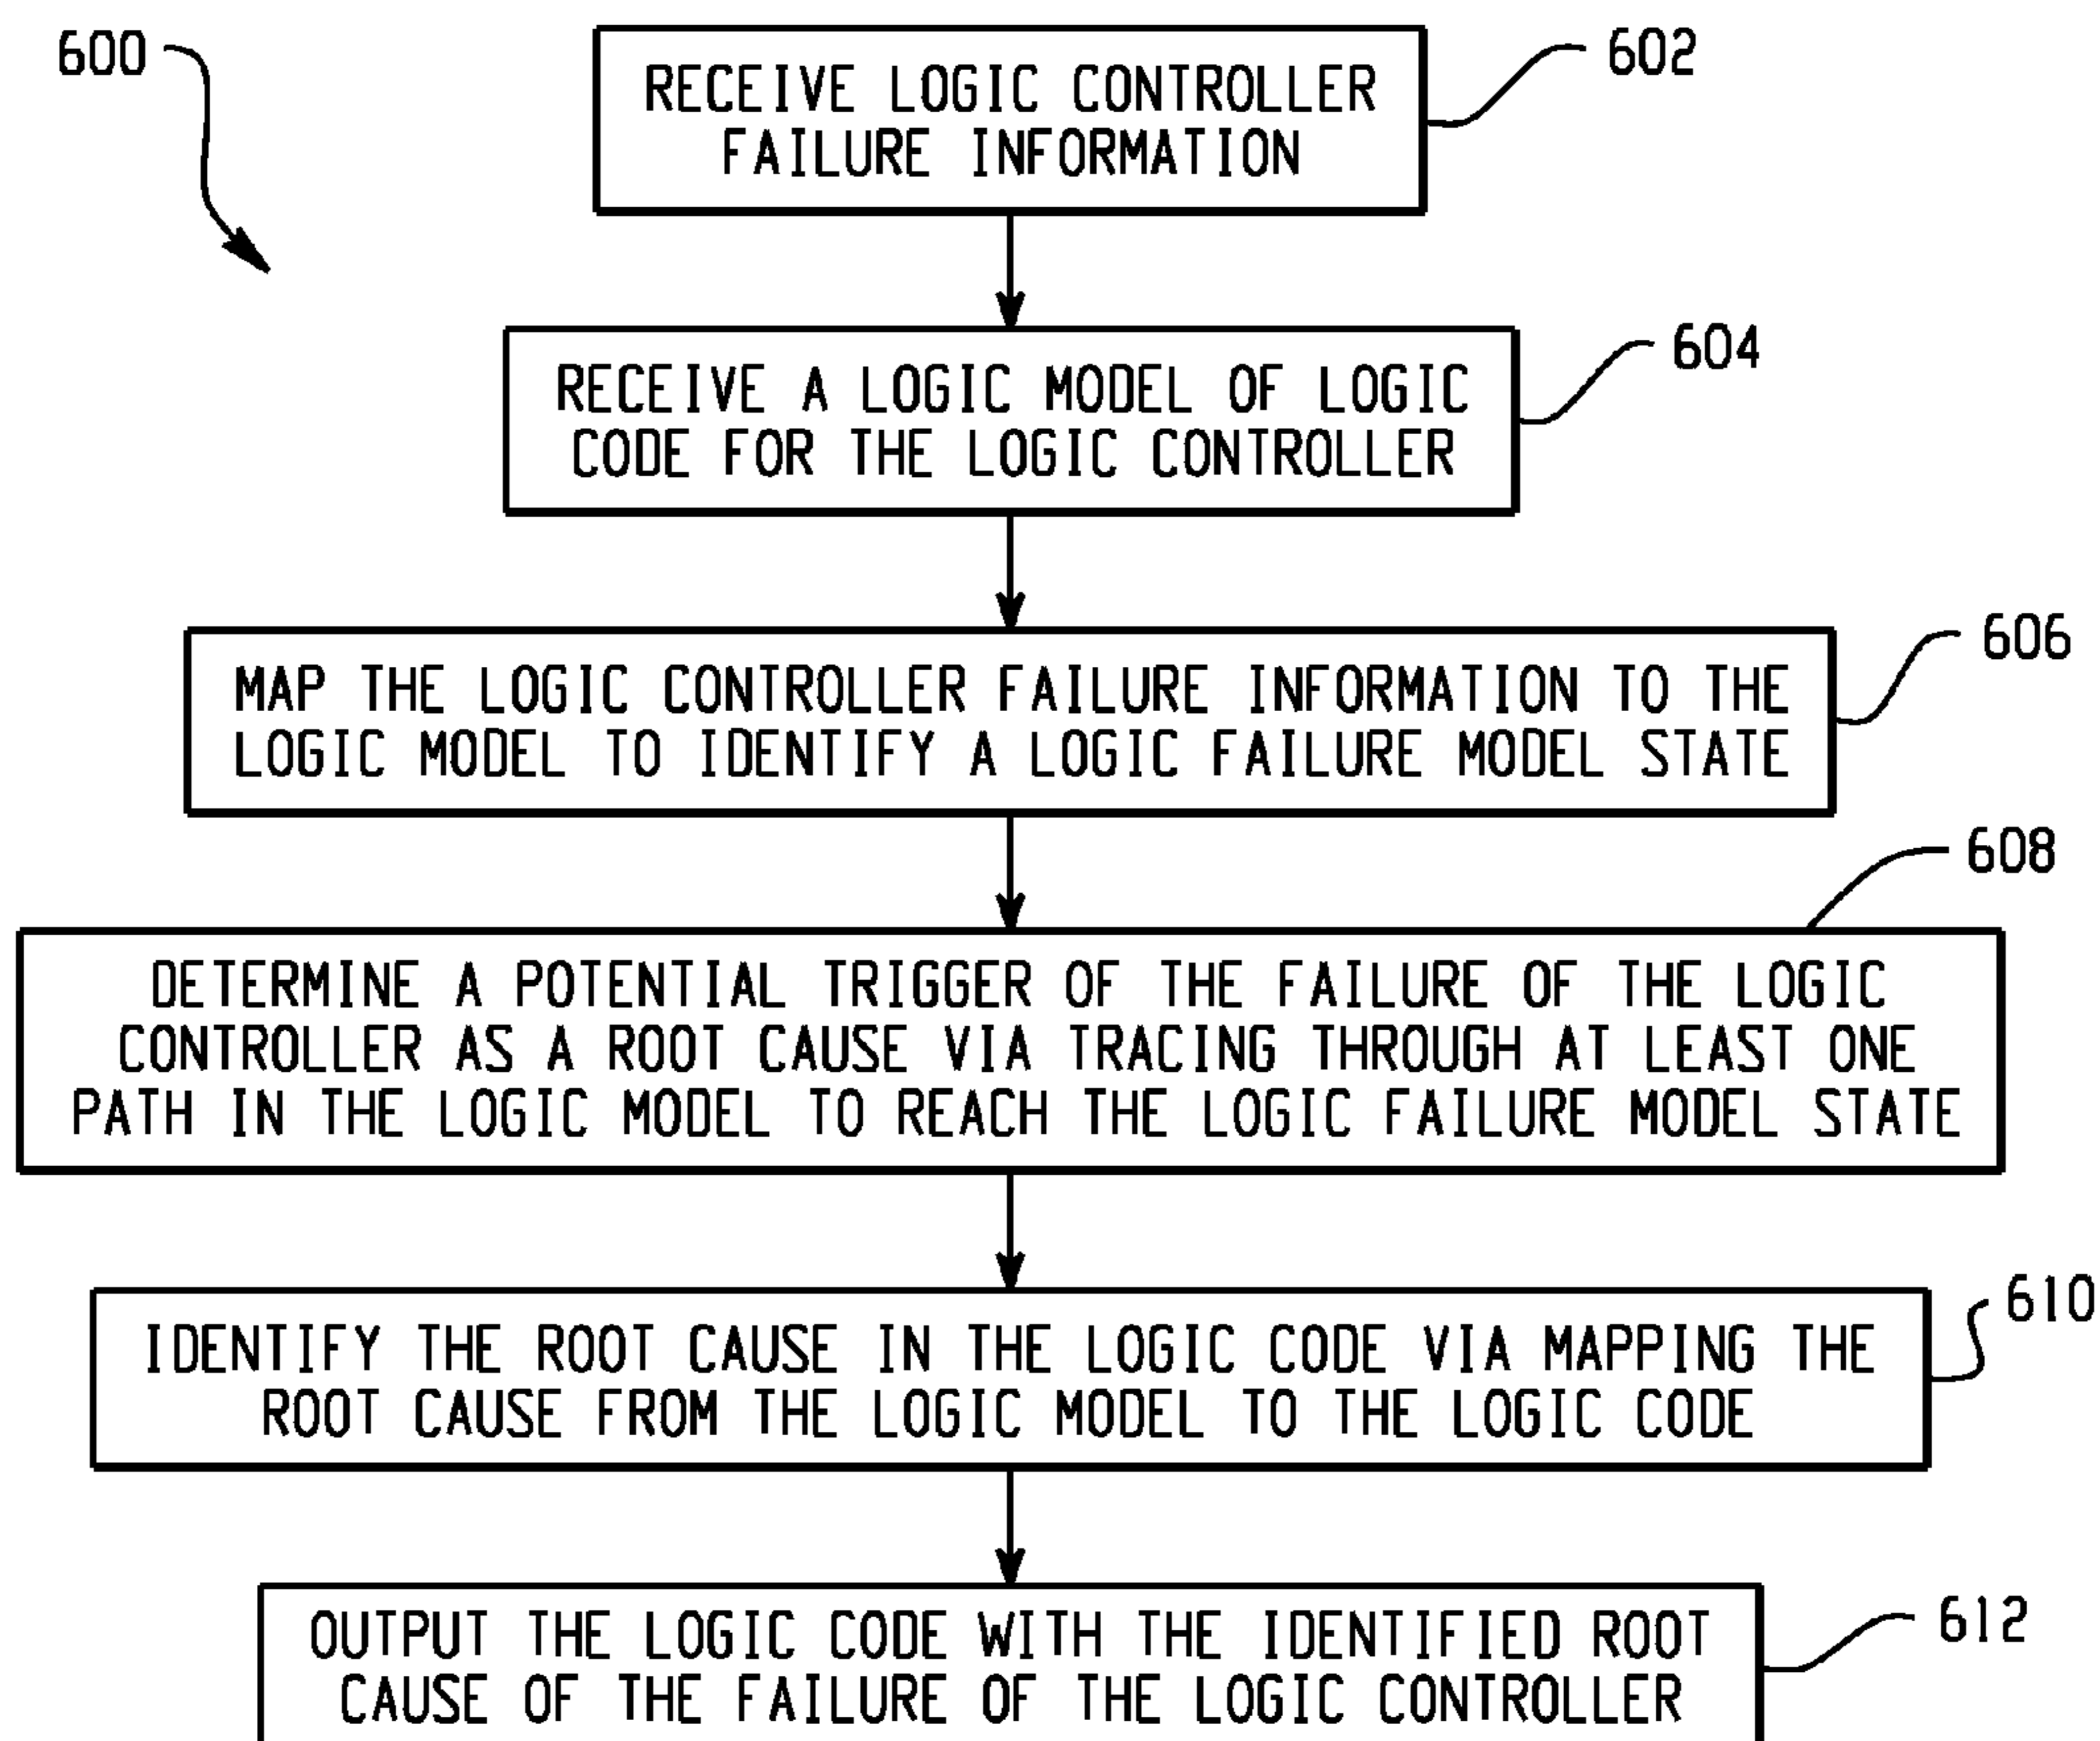 600
602
RECEIVE LOGIC CONTROLLER
FAILURE INFORMATION
604
RECEIVE A LOGIC MODEL OF LOGIC
CODE FOR THE LOGIC CONTROLLER
606
MAP THE LOGIC CONTROLLER FAILURE INFORMATION TO THE
LOGIC MODEL TO IDENTIFY A LOGIC FAILURE MODEL STATE
608
DETERMINE A POTENTIAL TRIGGER OF THE FAILURE OF THE LOGIC
CONTROLLER AS A ROOT CAUSE VIA TRACING THROUGH AT LEAST ONE
PATH IN THE LOGIC MODEL TO REACH THE LOGIC FAILURE MODEL STATE
610
IDENTIFY THE ROOT CAUSE IN THE LOGIC CODE VIA MAPPING THE
ROOT CAUSE FROM THE LOGIC MODEL TO THE LOGIC CODE
612
OUTPUT THE LOGIC CODE WITH THE IDENTIFIED ROOT
CAUSE OF THE FAILURE OF THE LOGIC CONTROLLER